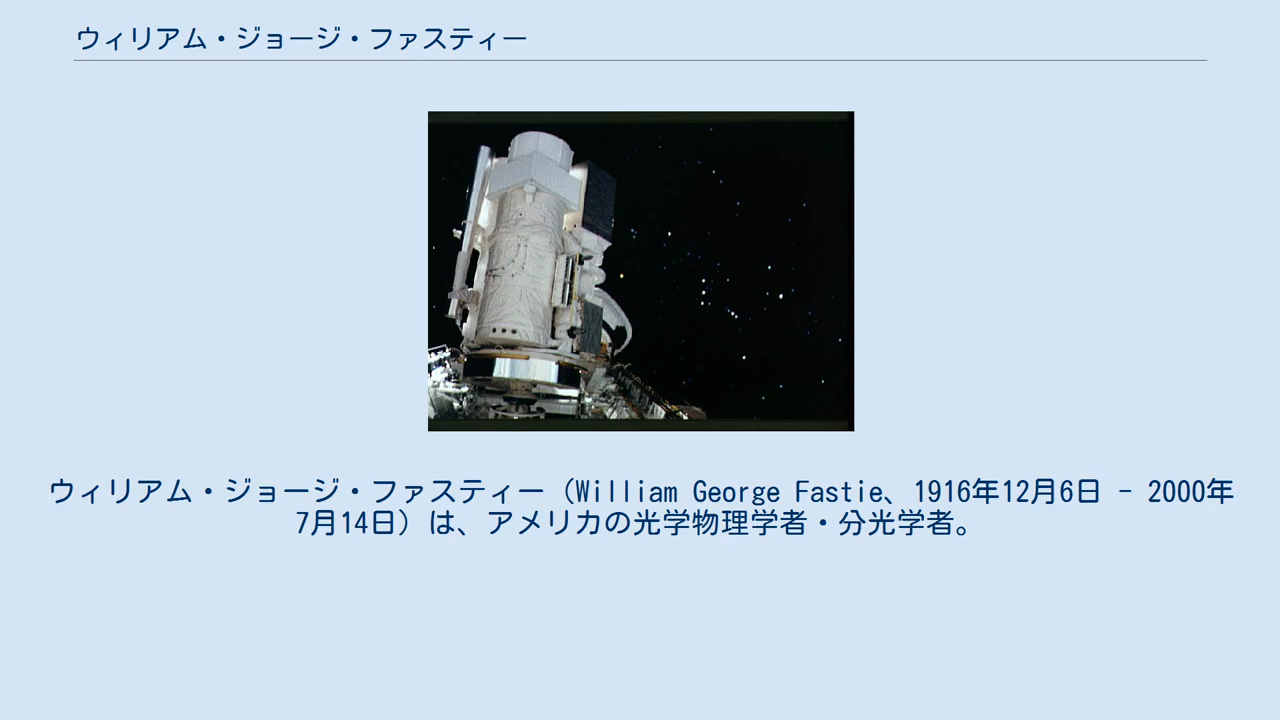 ウィリアム・ジョージ・ファスティー
ウィリアム・ジョージ・ファスティー（William George Fastie、1916年12月6日 - 2000年
7月14日）は、アメリカの光学物理学者・分光学者。